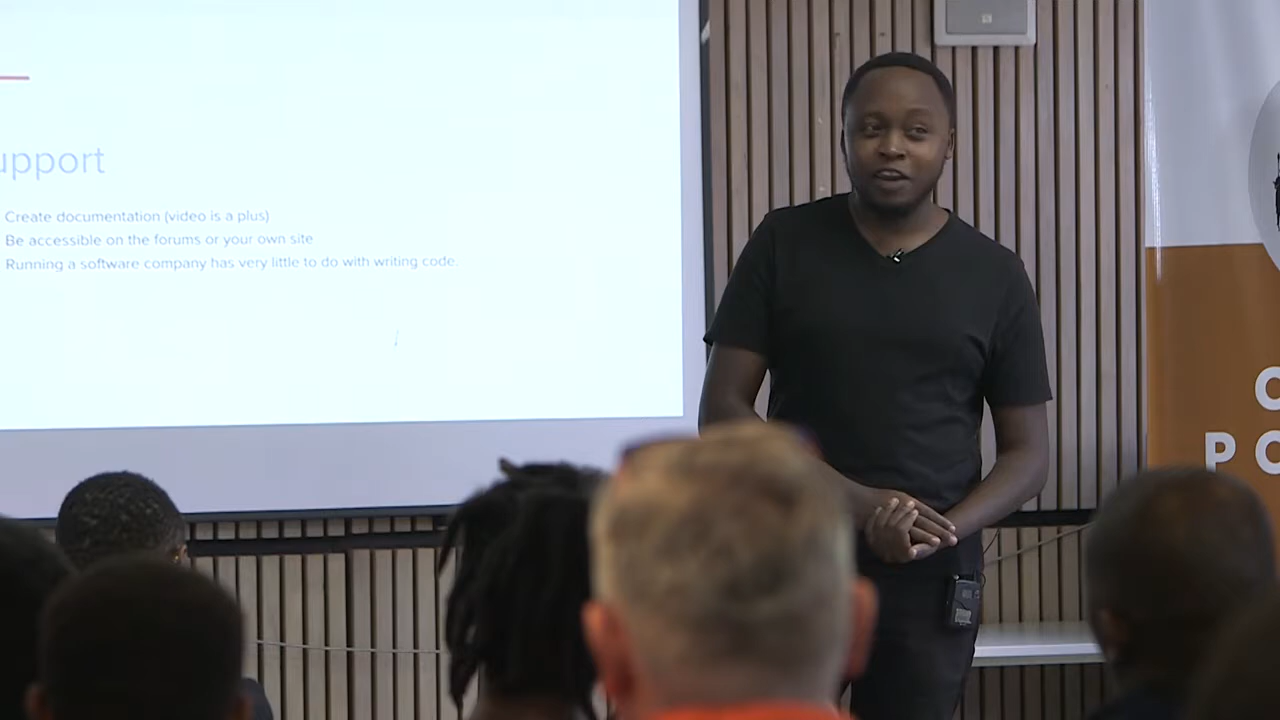 upport
Create documentation (video is a plus)
Be accessible on the forums or your own site
Running a software company has very little to do with writing code.
C
PO